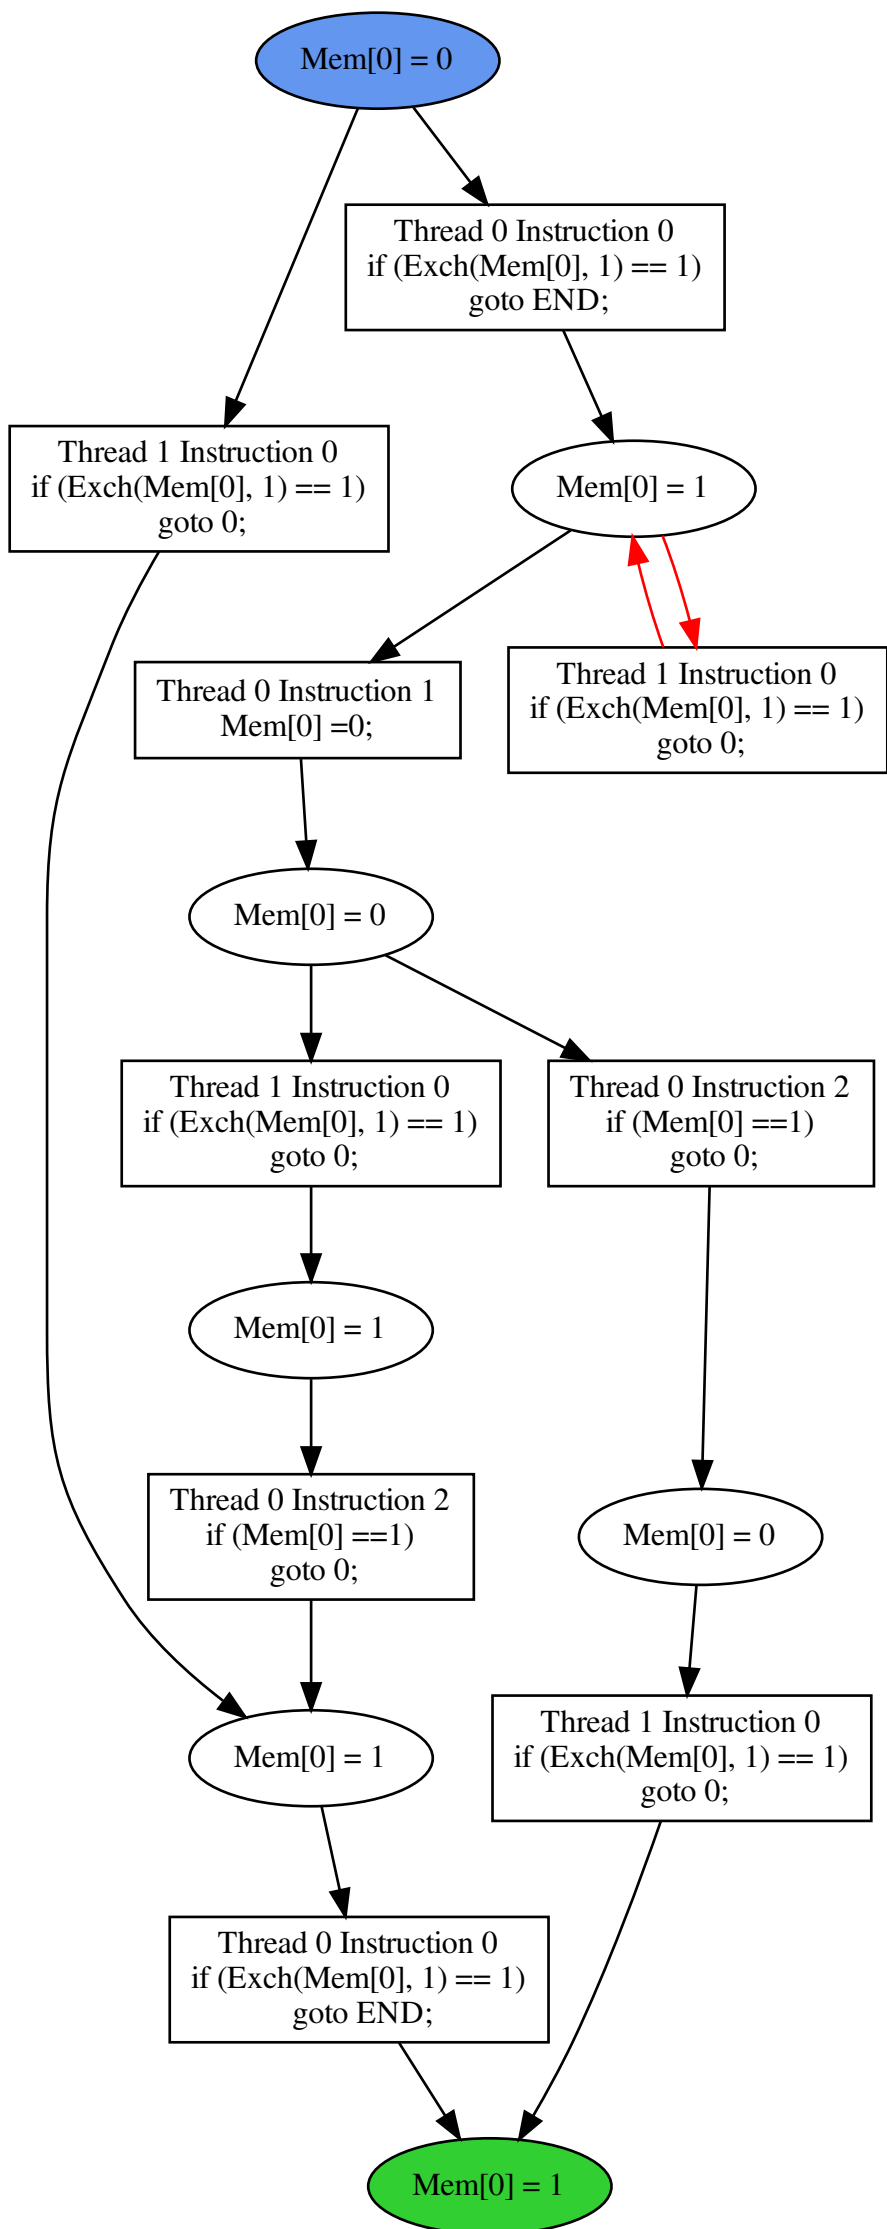 Mem[0] = 0
Thread 0 Instruction 0
if (Exch(Mem[0], 1) == 1)
goto END;
Thread 1 Instruction 0
if (Exch(Mem[0], 1) == 1)
goto 0;
Mem[0] = 1
Thread 0 Instruction 1
Mem[0] =0;
Thread 1 Instruction 0
if (Exch(Mem[0], 1) == 1)
goto 0;
Mem[0] = 0
Thread 1 Instruction 0
if (Exch(Mem[0], 1) == 1)
goto 0;
Thread 0 Instruction 2
if (Mem[0] ==1)
goto 0;
Mem[0] = 1
Thread 0 Instruction 2
if (Mem[0] ==1)
goto 0;
Mem[0] = 0
Mem[0] = 1
Thread 1 Instruction 0
if (Exch(Mem[0], 1) == 1)
goto 0;
Thread 0 Instruction 0
if (Exch(Mem[0], 1) == 1)
goto END;
Mem[0] = 1